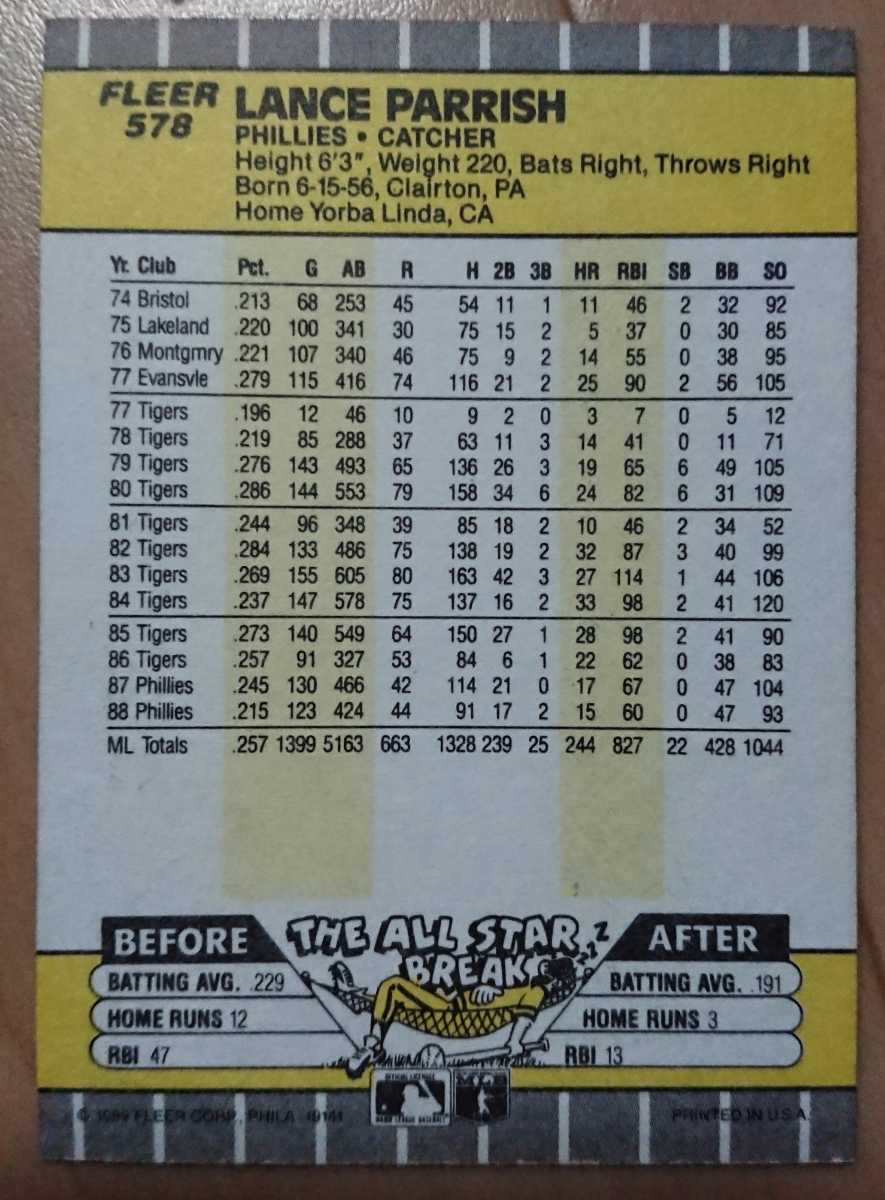 FLEER
578
LANCE PARRISH
PHILLIES • CATCHER
Height 6'3", Weight 220, Bats Right, Throws Right
Born 6-15-56, Clairton, PA
Home Yorba Linda, CA
Yr. Club Pct. G AB R H 2B 3B HR RBI SB BB SO
74 Bristol .213 68 253 45 54 11 1 11 46 2 32 92
75 Lakeland .220 100 341 30 75 15 2 5 37 0 30 85
76 Montgmry .221 107 340 46 75 9 2 14 55 0 38 95
77 Evansvle .279 115 416 74 116 21 2 25 90 2 56 105
77 Tigers .196 12 46 10 9 2 0 3 7 0 5 12
78 Tigers .219 85 288 37 63 11 3 14 41 0 11 71
79 Tigers .276 143 493 65 136 26 3 19 65 6 49 105
80 Tigers .286 144 553 79 158 34 6 24 82 6 31 109
81 Tigers .244 96 348 39 85 18 2 10 46 2 34 52
82 Tigers .284 133 486 75 138 19 2 32 87 3 40 99
83 Tigers .269 155 605 80 163 42 3 27 114 1 44 106
84 Tigers .237 147 578 75 137 16 2 33 98 2 41 120
85 Tigers .273 140 549 64 150 27 1 28 98 2 41 90
86 Tigers .257 91 327 53 84 6 1 22 62 0 38 83
87 Phillies .245 130 466 42 114 21 0 17 67 0 47 104
88 Phillies .215 123 424 44 91 17 2 15 60 0 47 93
ML Totals .257 1399 5163 663 1328 239 25 244 827 22 428 1044
THE ALL STAR
BREAK
ZZZ
BEFORE
BATTING AVG. .229
HOME RUNS 12
RBI 47
AFTER
BATTING AVG. .191
HOME RUNS 3
RBI 13
© 1989 FLEER CORP., PHILA 19141
PRINTED IN U.S.A.